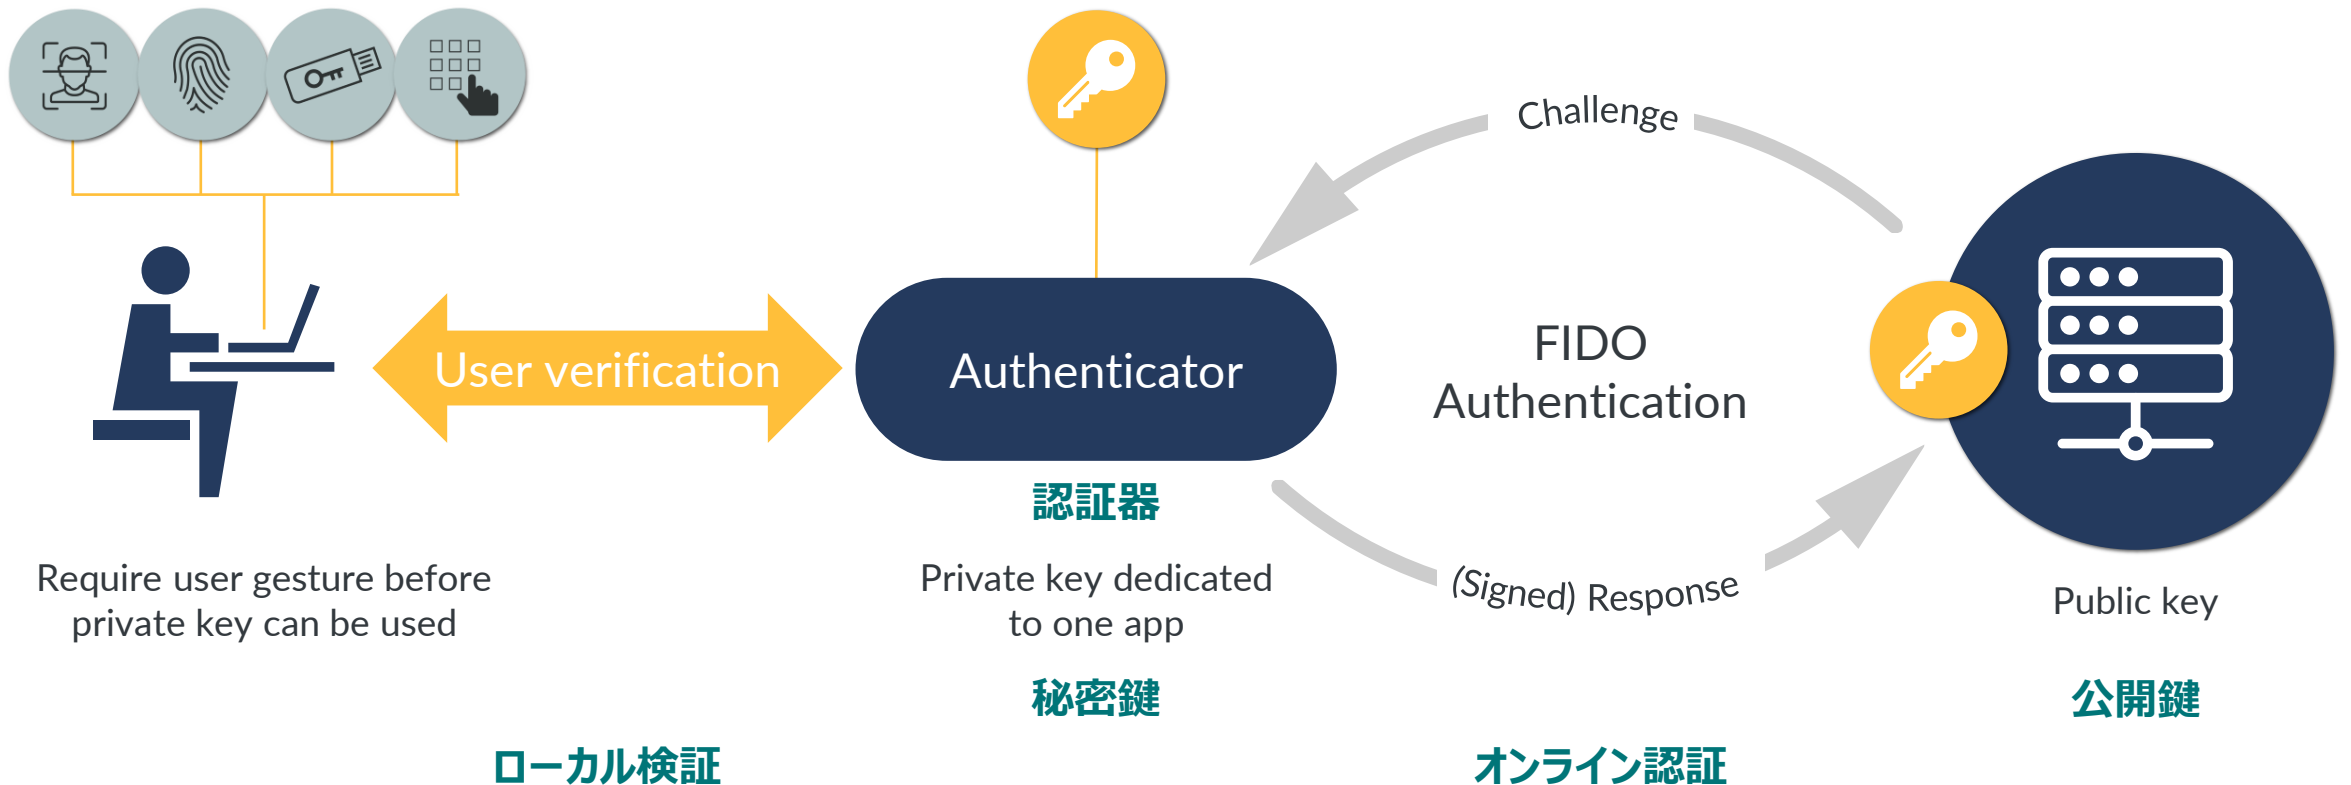 Challenge
User verification
Authenticator
FIDO
Authentication
認証器
(Signed) Response
Require user gesture before
private key can be used
Private key dedicated
to one app
Public key
秘密鍵
公開鍵
ローカル検証
オンライン認証